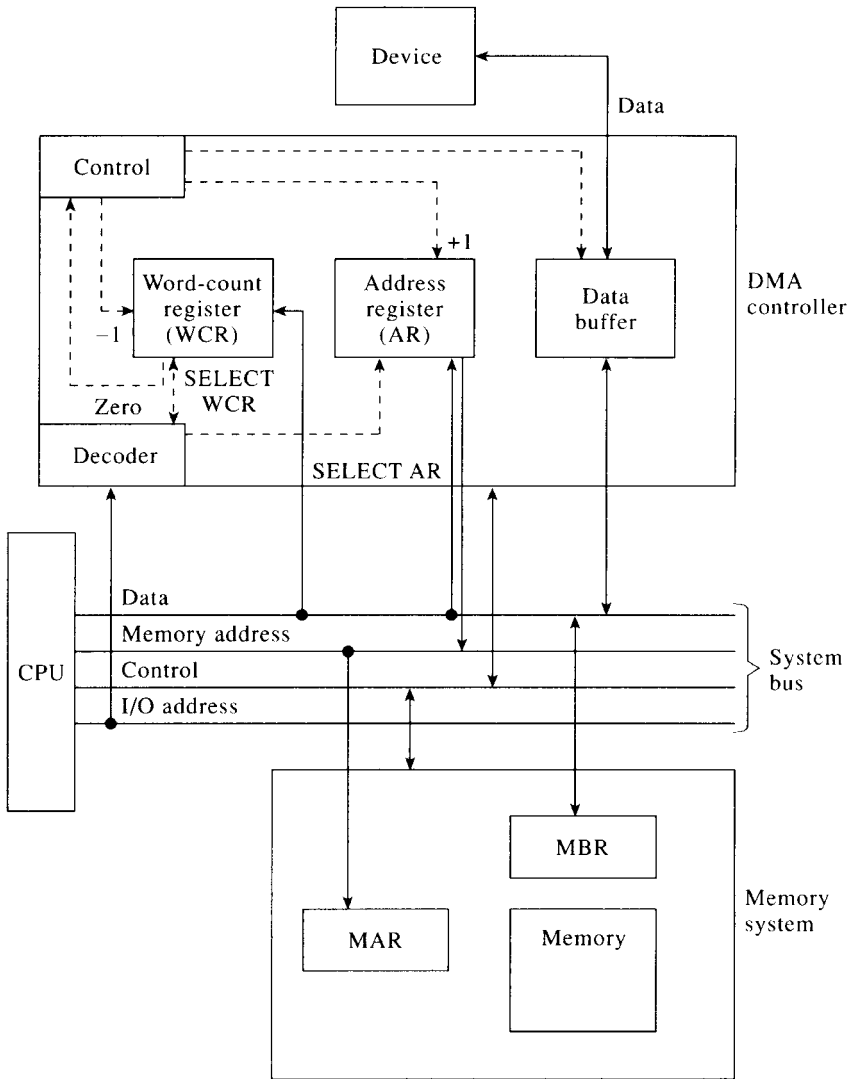 Device
Data
Control
+1
Word-count
register
(WCR)
Address
register
(AR)
Data
buffer
DMA
controller
−1
SELECT
WCR
Zero
Decoder
SELECT AR
Data
Memory address
CPU
Control
System
bus
I/O address
MBR
Memory
system
MAR
Memory